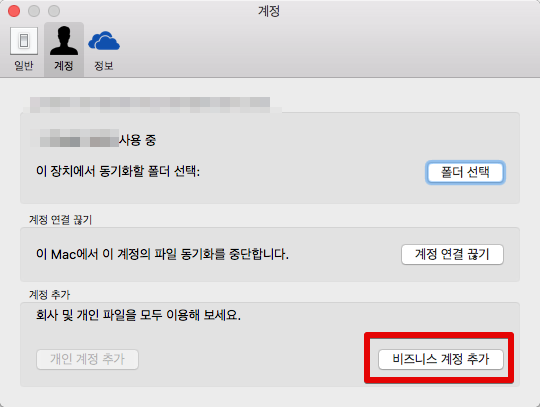 계정
일반
계정
정보
사용 중
이 장치에서 동기화할 폴더 선택:
폴더 선택
계정 연결 끊기
이 Mac에서 이 계정의 파일 동기화를 중단합니다.
계정 연결 끊기
계정 추가
회사 및 개인 파일을 모두 이용해 보세요.
개인 계정 추가
비즈니스 계정 추가